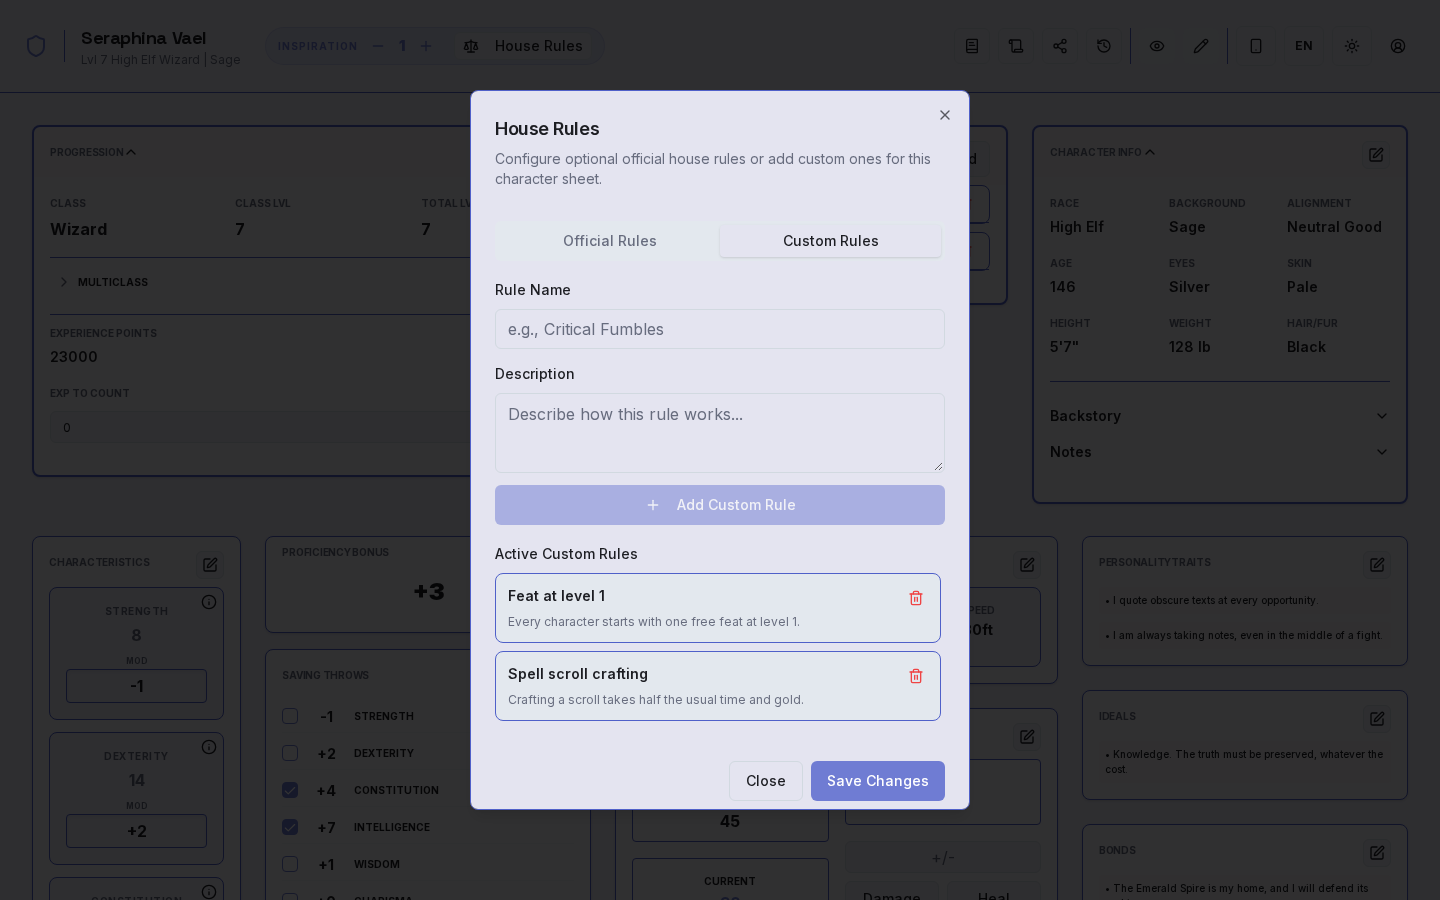 Seraphina Vael
Lvl 7 High Elf Wizard | Sage
INSPIRATION
1
House Rules
EN
PROGRESSION
CLASS
CLASS LVL
TOTAL LV
Wizard
7
7
MULTICLASS
EXPERIENCE POINTS
23000
EXP TO COUNT
0
House Rules
Configure optional official house rules or add custom ones for this
character sheet.
Official Rules
Custom Rules
Rule Name
e.g., Critical Fumbles
Description
Describe how this rule works...
Add Custom Rule
Active Custom Rules
Feat at level 1
Every character starts with one free feat at level 1.
Spell scroll crafting
Crafting a scroll takes half the usual time and gold.
Close
Save Changes
CHARACTER INFO
RACE
BACKGROUND
ALIGNMENT
High Elf
Sage
Neutral Good
AGE
EYES
SKIN
146
Silver
Pale
HEIGHT
WEIGHT
HAIR/FUR
5'7"
128 lb
Black
Backstory
Notes
CHARACTERISTICS
STRENGTH
8
MOD
-1
DEXTERITY
14
MOD
+2
PROFICIENCY BONUS
+3
SAVING THROWS
-1 STRENGTH
+2 DEXTERITY
+4 CONSTITUTION
+7 INTELLIGENCE
+1 WISDOM
45
CURRENT
+/-
Damage
Heal
PERSONALITY TRAITS
• I quote obscure texts at every opportunity.
• I am always taking notes, even in the middle of a fight.
IDEALS
• Knowledge. The truth must be preserved, whatever the
cost.
BONDS
• The Emerald Spire is my home, and I will defend its